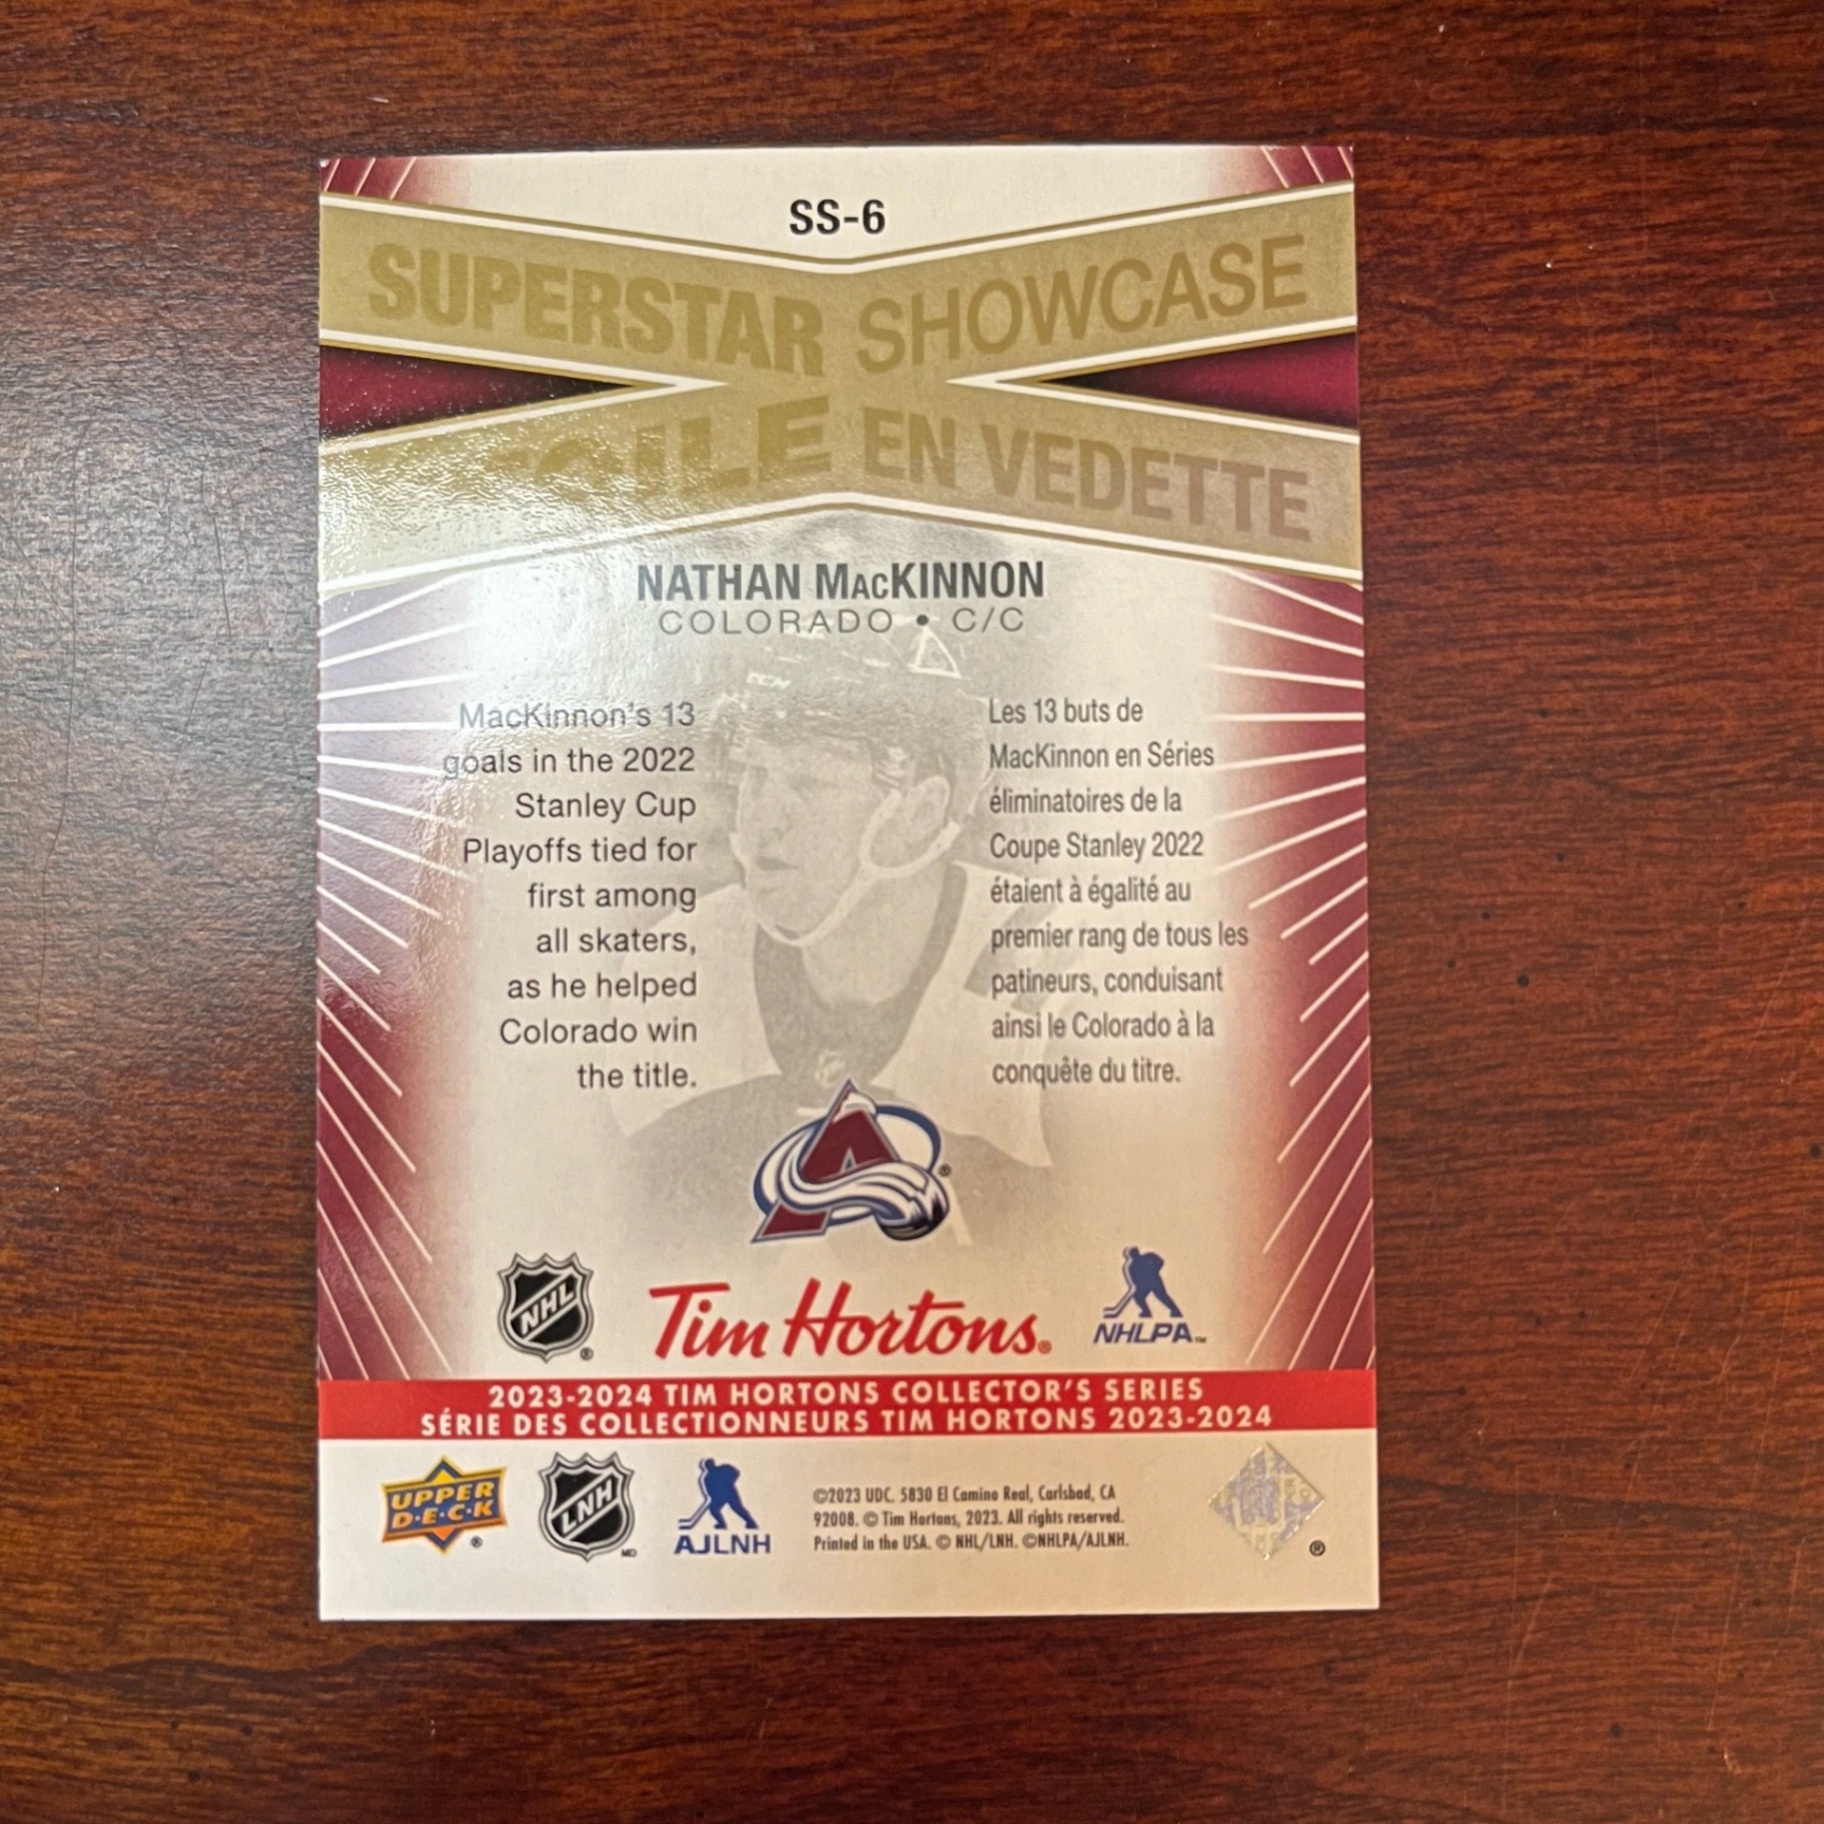 SS-6
SUPERSTAR SHOWCASE
EN VEDETTE
NATHAN MACKINNON
COLORADO • C/C
MacKinnon's 13
goals in the 2022
Stanley Cup
Playoffs tied for
first among
all skaters,
as he helped
Colorado win
the title.
Les 13 buts de
MacKinnon en Séries
éliminatoires de la
Coupe Stanley 2022
étaient à égalité au
premier rang de tous les
patineurs, conduisant
ainsi le Colorado à la
conquête du titre.
NHL ®
Tim Hortons®
NHLPA™
2023-2024 TIM HORTONS COLLECTOR'S SERIES
SÉRIE DES COLLECTIONNEURS TIM HORTONS 2023-2024
UPPER
D·E·C·K ®
LNH MD
AJLNH
©2023 UDC. 5830 El Camino Real, Carlsbad, CA
92008. © Tim Hortons, 2023. All rights reserved.
Printed in the USA. © NHL/LNH. ©NHLPA/AJLNH.
®